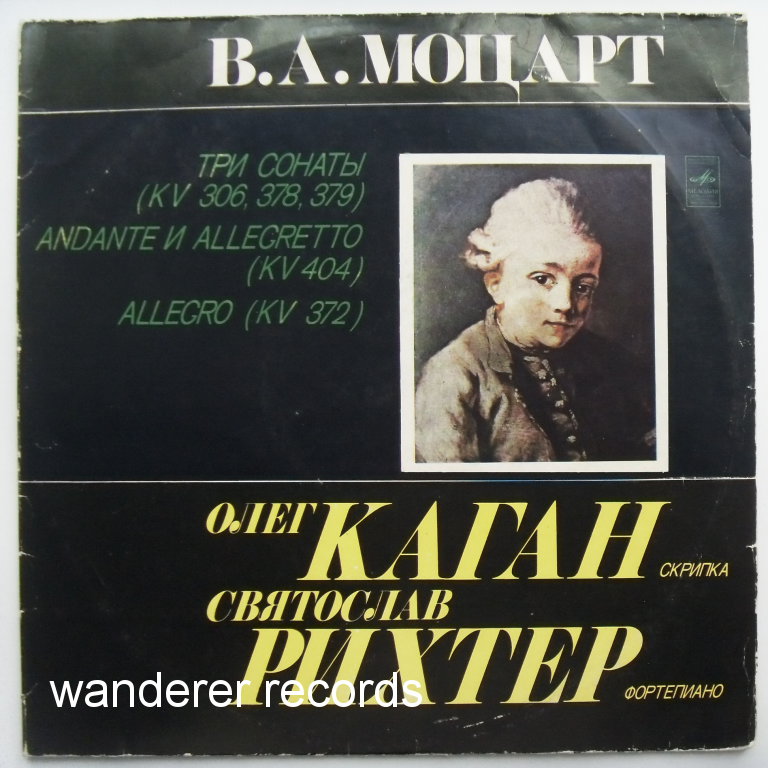 В.А.МОЦАРТ
ТРИ СОНАТЫ
(KV 306, 378, 379)
ANDANTE И ALLEGRETTO
(KV 404)
ALLEGRO (KV 372)
МЕЛОДИЯ
ОЛЕГ КАГАН
СКРИПКА
СВЯТОСЛАВ
РИХТЕР
ФОРТЕПИАНО
wanderer records